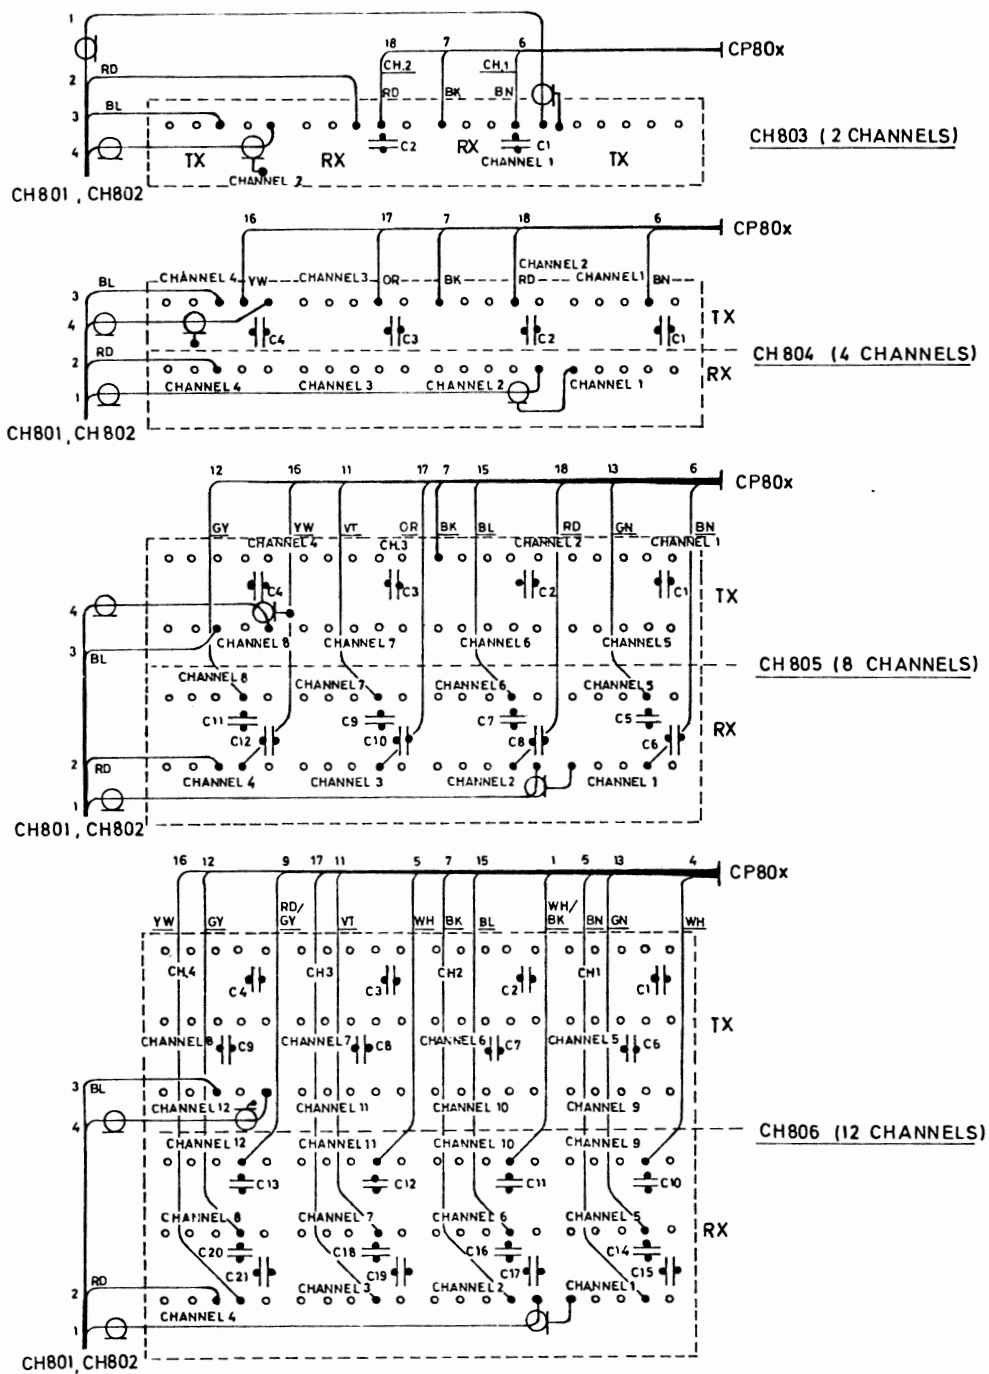 1
18 7 6 CP80x
CH.2 CH.1
2 RD
RD BK BN
BL
3
CH803 (2 CHANNELS)
4
TX RX C2 RX C1 TX
CHANNEL 1
CHANNEL 2
CH801, CH802
16 17 7 18 6 CP80x
CHANNEL 2
CHANNEL 4 YW CHANNEL 3 OR BK RD CHANNEL 1 BN
BL
3
TX
4
C4 C3 C2 C1
CH804 (4 CHANNELS)
2 RD
RX
CHANNEL 4 CHANNEL 3 CHANNEL 2 CHANNEL 1
1
CH801, CH802
12 16 11 17 7 15 18 13 6 CP80x
GY YW VT OR BK BL RD GN BN
CHANNEL 4 CH.3 CHANNEL 2 CHANNEL 1
C4 C3 C2 C1
TX
4
CHANNEL 8 CHANNEL 7 CHANNEL 6 CHANNEL 5
3
BL
CH805 (8 CHANNELS)
CHANNEL 8 CHANNEL 7 CHANNEL 6 CHANNEL 5
C11 C9 C7 C5
RX
C12 C10 C8 C6
2
RD
CHANNEL 4 CHANNEL 3 CHANNEL 2 CHANNEL 1
1
CH801, CH802
16 12 9 17 11 5 7 15 1 5 13 4 CP80x
RD/ WH/
YW GY GY VT WH BK BL BK BN GN WH
CH.4 CH3 CH2 CH1
C4 C3 C2 C1
TX
CHANNEL 8 C9 CHANNEL 7 C8 CHANNEL 6 C7 CHANNEL 5 C6
3 BL
CHANNEL 12 CHANNEL 11 CHANNEL 10 CHANNEL 9
4
CH806 (12 CHANNELS)
CHANNEL 12 CHANNEL 11 CHANNEL 10 CHANNEL 9
C13 C12 C11 C10
CHANNEL 8 CHANNEL 7 CHANNEL 6 CHANNEL 5
RX
C20 C18 C16 C14
C21 C19 C17 C15
RD
2
CHANNEL 3 CHANNEL 2 CHANNEL 1
CHANNEL 4
1
CH801, CH802